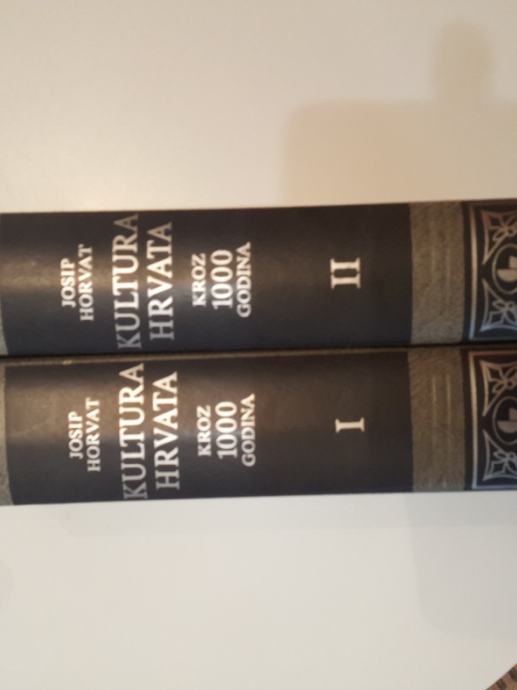 JOSIP
HORVAT
KULTURA
HRVATA
KROZ
1000
GODINA
II
JOSIP
HORVAT
KULTURA
HRVATA
KROZ
1000
GODINA
I